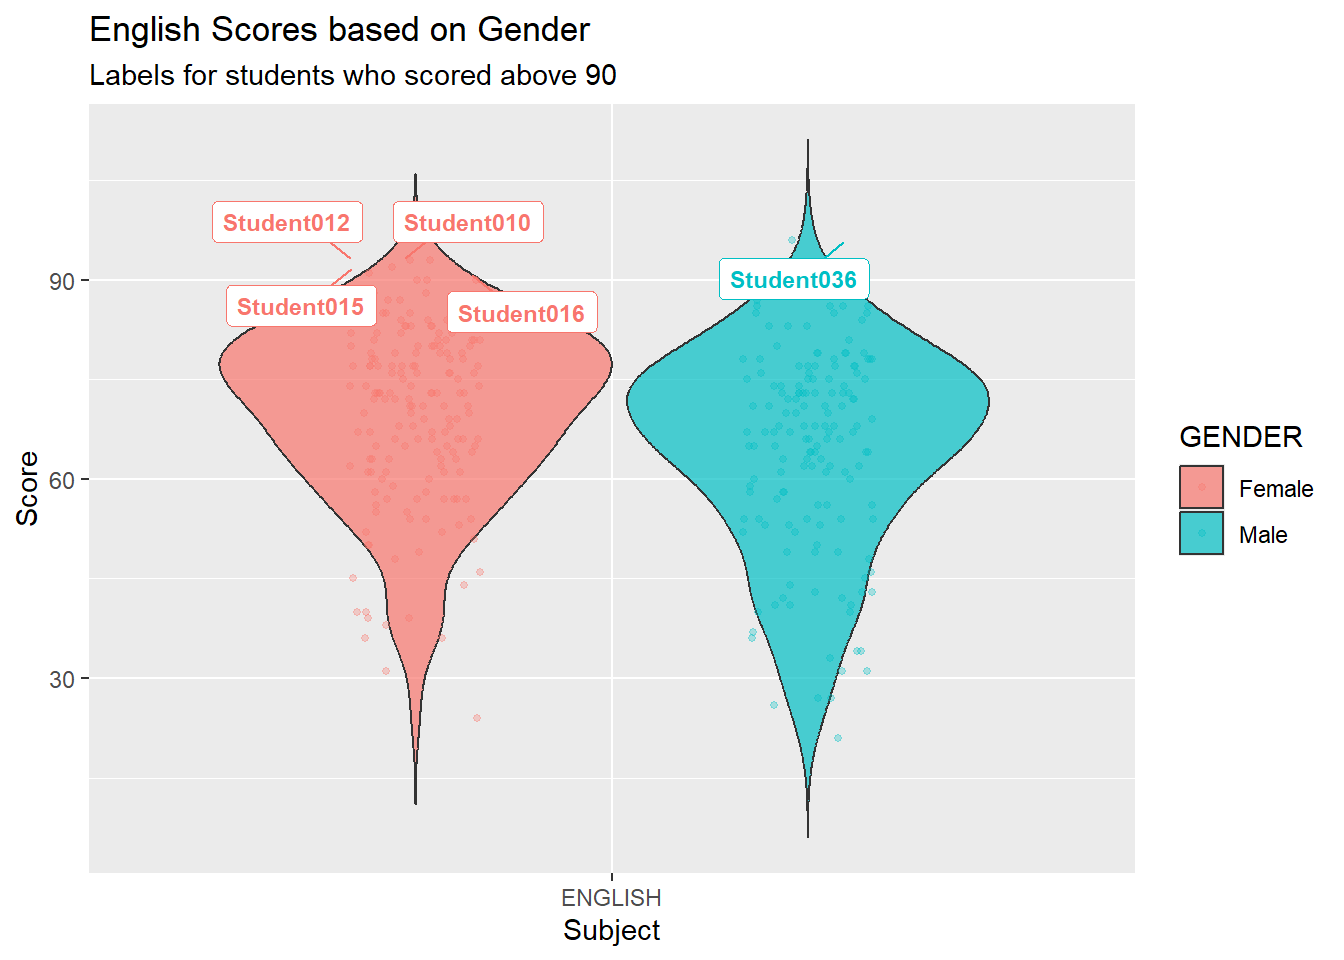 English Scores based on Gender
Labels for students who scored above 90
Student012
Student010
Student015
Student016
Student036
90
60
30
Score
ENGLISH
Subject
GENDER
Female
Male